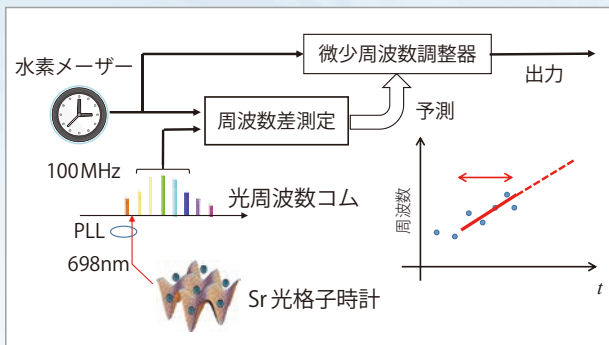 水素メーザー
微少周波数調整器
出力
周波数差測定
予測
100MHz
光周波数コム
PLL
698nm
Sr 光格子時計
周波数
t